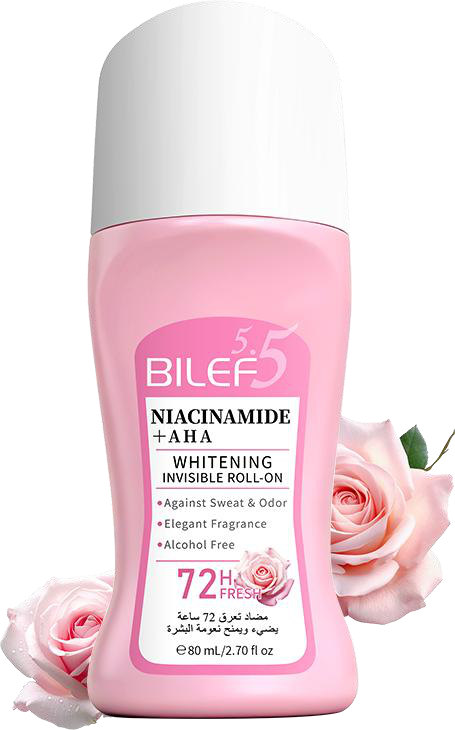 BILEF 5.5
NIACINAMIDE
+AHA
WHITENING
INVISIBLE ROLL-ON
•Against Sweat & Odor
•Elegant Fragrance
•Alcohol Free
72H
FRESH
مضاد تعرق 72 ساعة
يضيء ويمنح نعومة البشرة
℮80 mL/2.70 fl oz